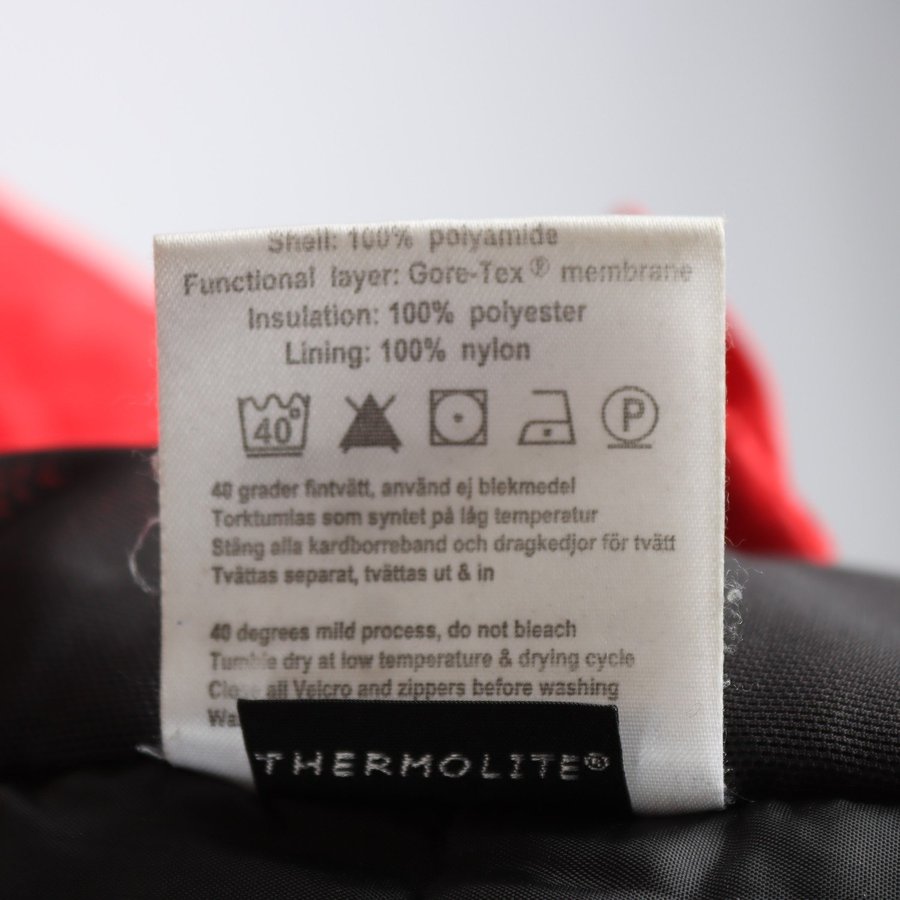 Shell: 100% polyamide
Functional layer: Gore-Tex® membrane
Insulation: 100% polyester
Lining: 100% nylon
40° P
40 grader fintvätt, använd ej blekmedel
Torktumlas som syntet på låg temperatur
Stäng alla kardborreband och dragkedjor för tvätt
Tvättas separat, tvättas ut & in
40 degrees mild process, do not bleach
Tumble dry at low temperature & drying cycle
Close all Velcro and zippers before washing
THERMOLITE®